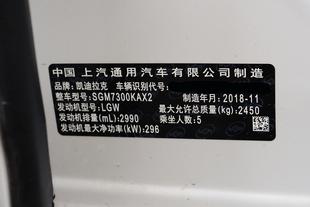 中国 上汽通用汽车有限公司制造
品牌:凯迪拉克 车辆识别代号:
整车型号:SGM7300KAX2 制造年月:2018-11
发动机型号:LGW 最大允许总质量(kg):2450
发动机排量(mL):2990 乘坐人数:5
发动机最大净功率(kW):296